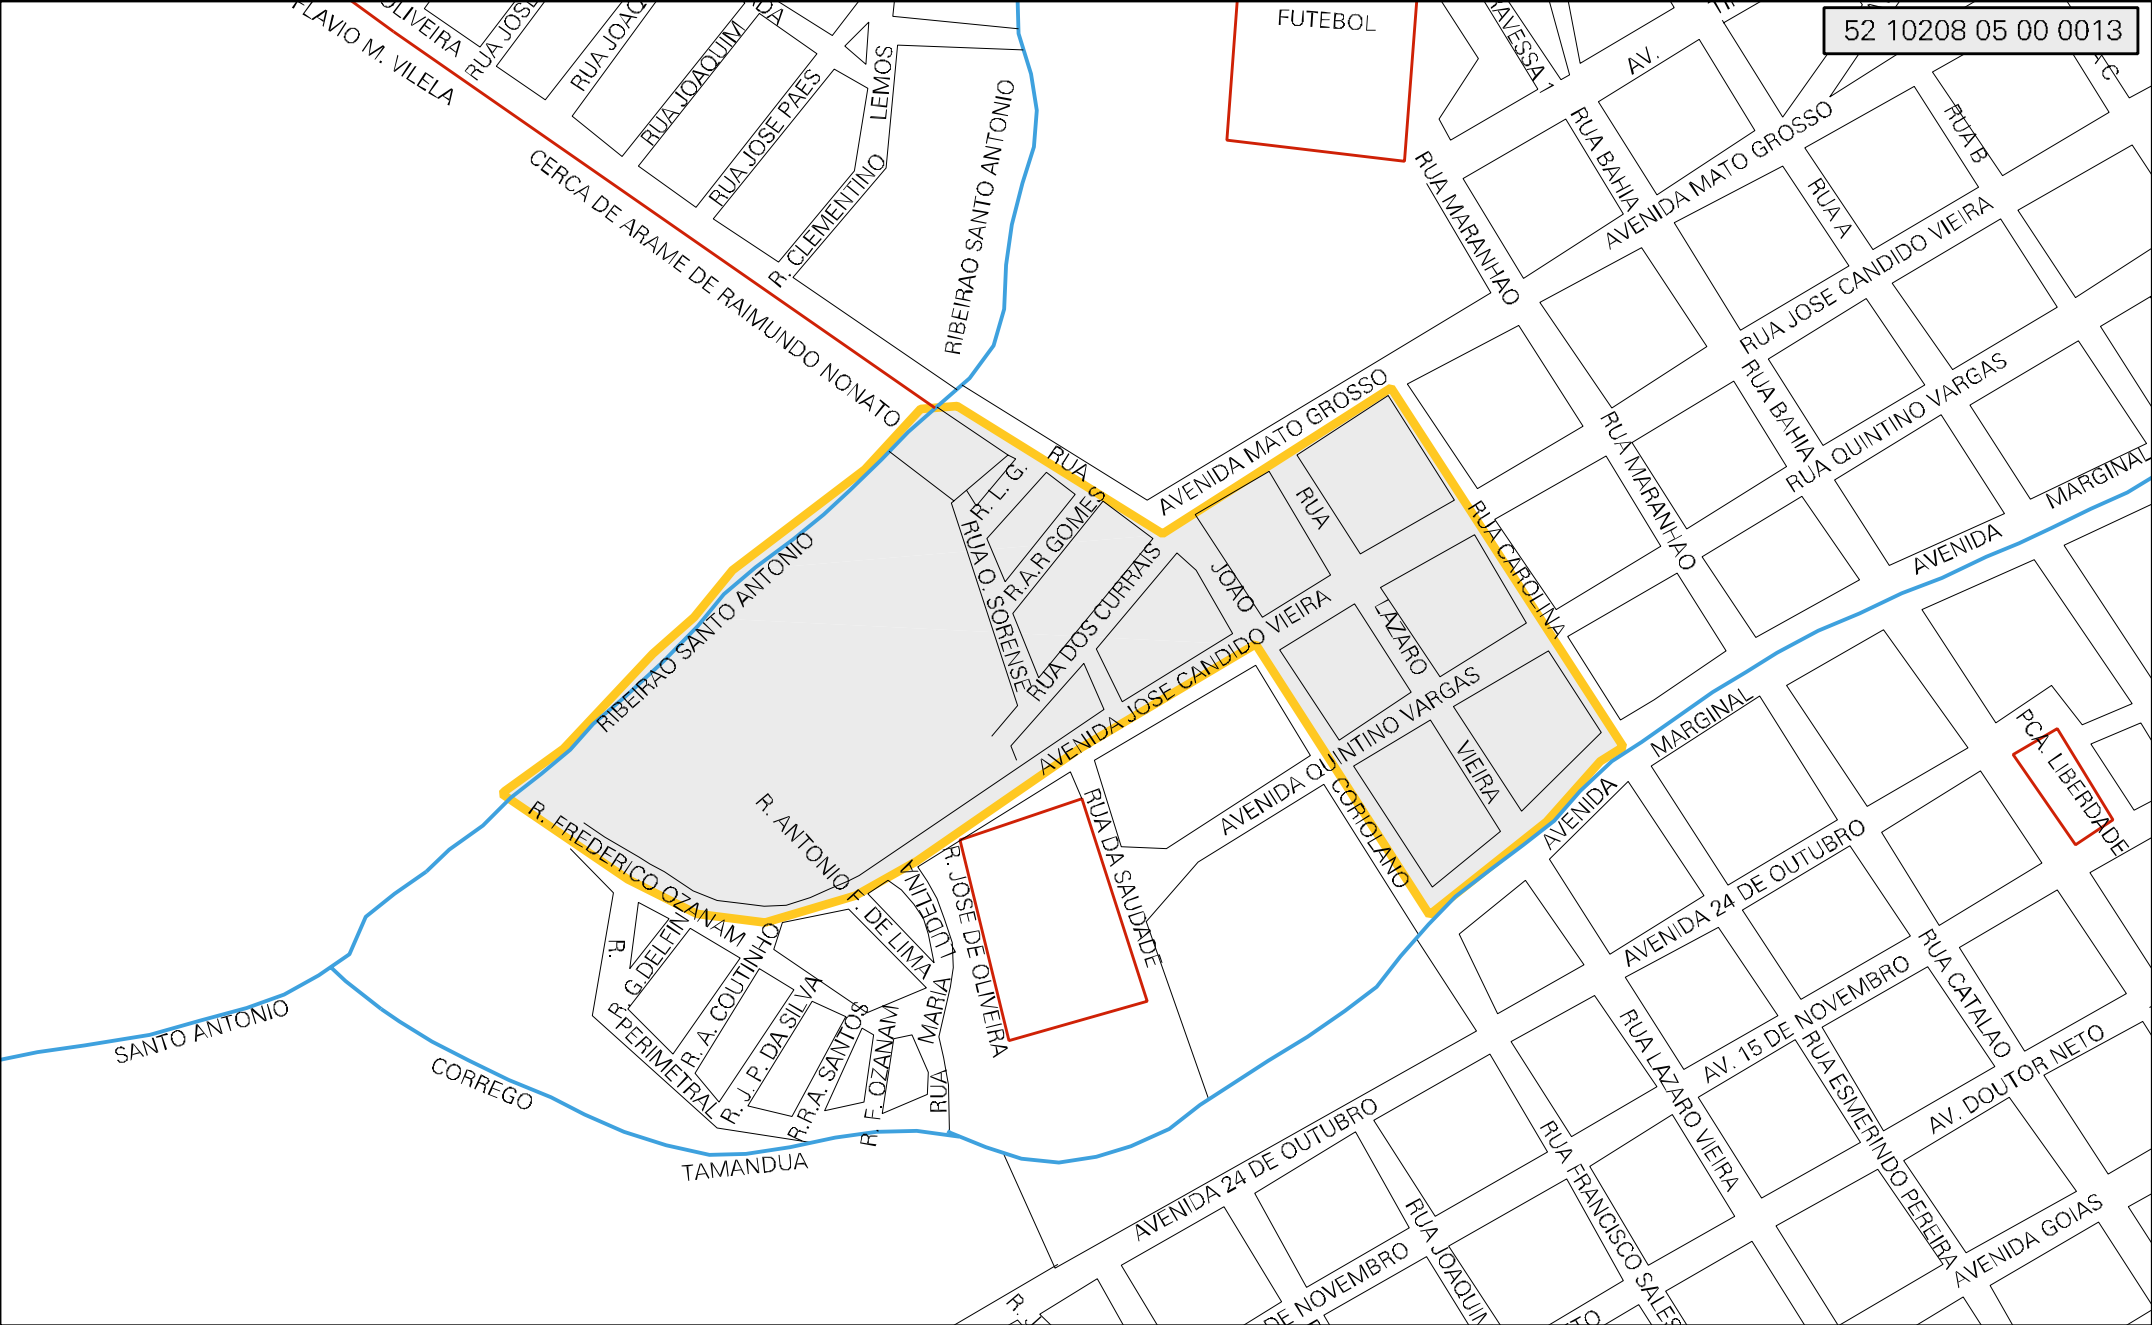 52 10208 05 00 0013
FUTEBOL
FLAVIO M. VILELA
OLIVEIRA
RUA JOSE
RUA JOAQ
RUA JOAQUIM
RUA JOSE PAES
LEMOS
R. CLEMENTINO
RIBEIRAO SANTO ANTONIO
CERCA DE ARAME DE RAIMUNDO NONATO
AV.
RUA BAHIA
AVENIDA MATO GROSSO
RUA B
RUA A
RUA MARANHAO
RUA JOSE CANDIDO VIEIRA
RUA BAHIA
RUA QUINTINO VARGAS
RUA MARANHAO
AVENIDA
MARGINAL
AVENIDA MATO GROSSO
RUA
RUA CAROLINA
R. L. G.
RUA O. SORENSE
R.A.R GOMES
RUA DOS CURRAIS
RUA
JOAO
LAZARO
VIEIRA
RIBEIRAO SANTO ANTONIO
AVENIDA JOSE CANDIDO VIEIRA
AVENIDA QUINTINO VARGAS
CORIOLANO
AVENIDA
MARGINAL
PCA. LIBERDADE
R. FREDERICO OZANAM
R. ANTONIO F. DE LIMA
LUDELINA
MARIA
RUA
R. JOSE DE OLIVEIRA
RUA DA SAUDADE
R.
PERIMETRAL
R. G.DELFIN
R. A. COUTINHO
R. J. P. DA SILVA
R.R.A. SANTOS
R. F. OZANAM
SANTO ANTONIO
CORREGO
TAMANDUA
AVENIDA 24 DE OUTUBRO
AV. 15 DE NOVEMBRO
RUA CATALAO
AV. DOUTOR NETO
RUA LAZARO VIEIRA
RUA ESMERINDO PEREIRA
AVENIDA 24 DE OUTUBRO
RUA FRANCISCO SALES
RUA JOAQUIM
DE NOVEMBRO
AVENIDA GOIAS